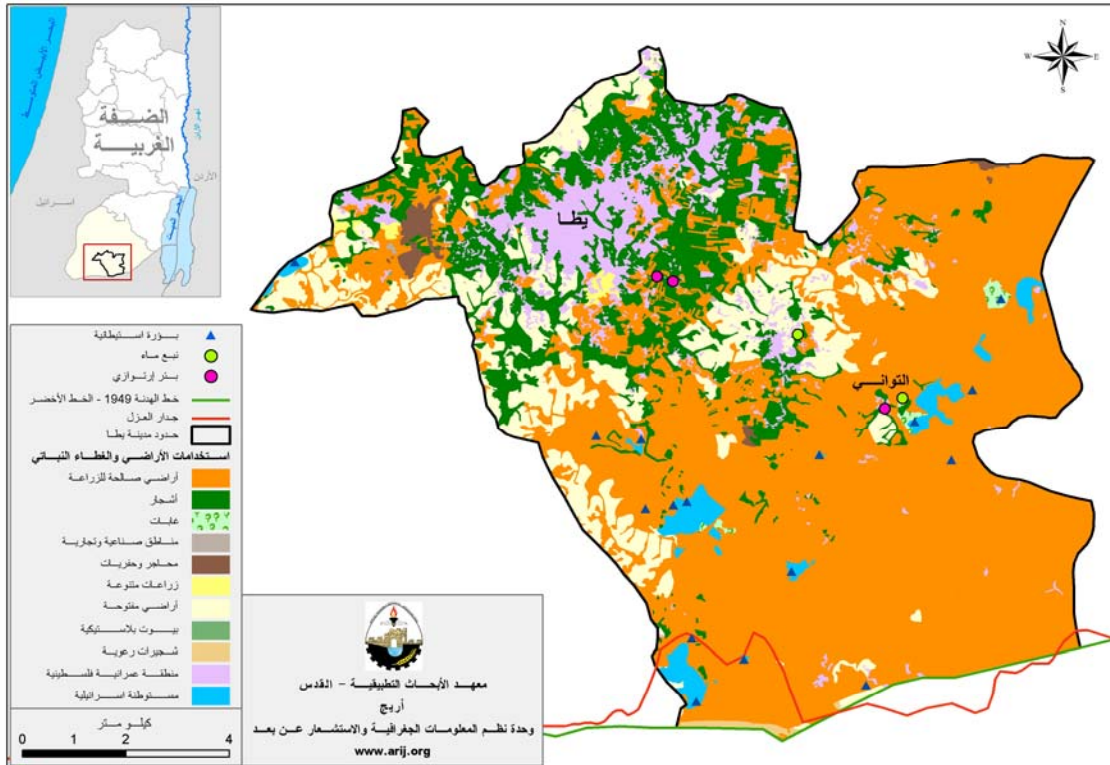 البحر الأبيض المتوسط
نهر الأردن
الضفة
الغربية
الأردن
البحر الميت
إسرائيل
N
W E
S
يطا
التواني
بؤرة استيطانية
نبع ماء
بئر إرتوازي
خط الهدنة 1949 - الخط الأخضر
جدار العزل
حدود مدينة يطا
استخدامات الأراضي والغطاء النباتي
أراضي صالحة للزراعة
أشجار
غابات
مناطق صناعية وتجارية
محاجر وحفريات
زراعات متنوعة
أراضي مفتوحة
بيوت بلاستيكية
شجيرات رعوية
منطقة عمرانية فلسطينية
مستوطنة اسرائيلية
كيلو متر
0 1 2 4
معهد الأبحاث التطبيقية - القدس
أريج
وحدة نظم المعلومات الجغرافية والاستشعار عن بعد
www.arij.org